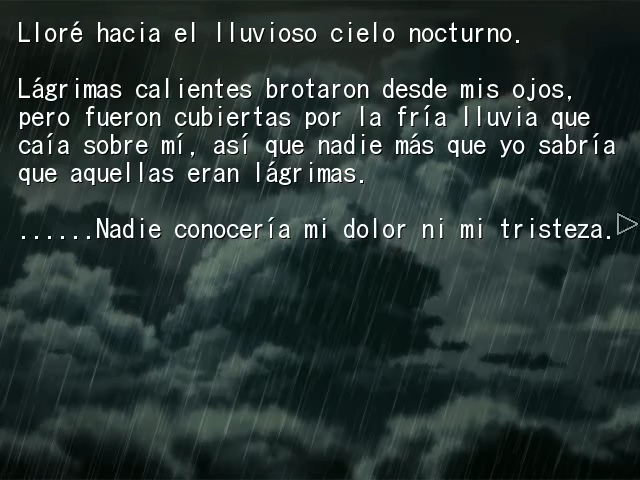 Lloré hacia el lluvioso cielo nocturno.
Lágrimas calientes brotaron desde mis ojos,
pero fueron cubiertas por la fría lluvia que
caía sobre mí, así que nadie más que yo sabría
que aquellas eran lágrimas.
......Nadie conocería mi dolor ni mi tristeza.